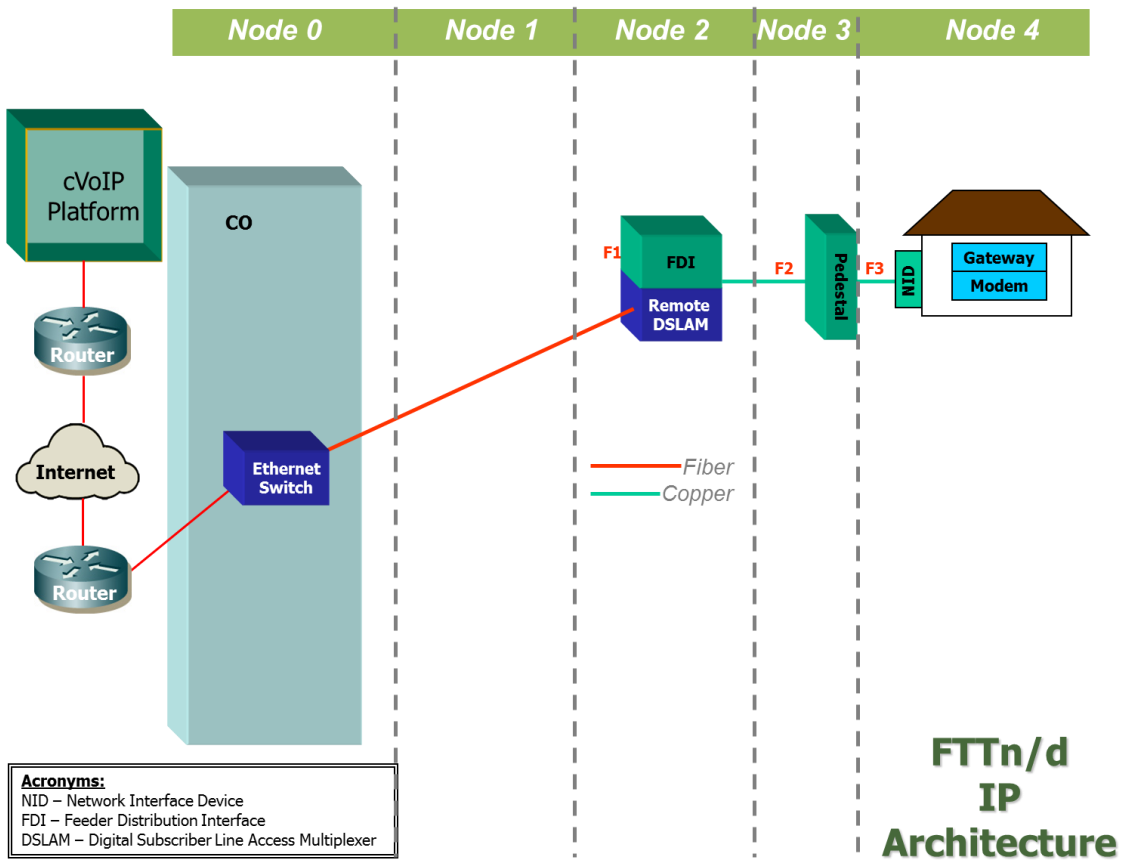 Node 0
Node 1
Node 2
Node 3
Node 4
cVoIP
Platform
CO
F1
FDI
Remote
DSLAM
F2
Pedestal
F3
NID
Gateway
Modem
Router
Internet
Ethernet
Switch
Router
Fiber
Copper
Acronyms:
NID – Network Interface Device
FDI – Feeder Distribution Interface
DSLAM – Digital Subscriber Line Access Multiplexer
FTTn/d
IP
Architecture